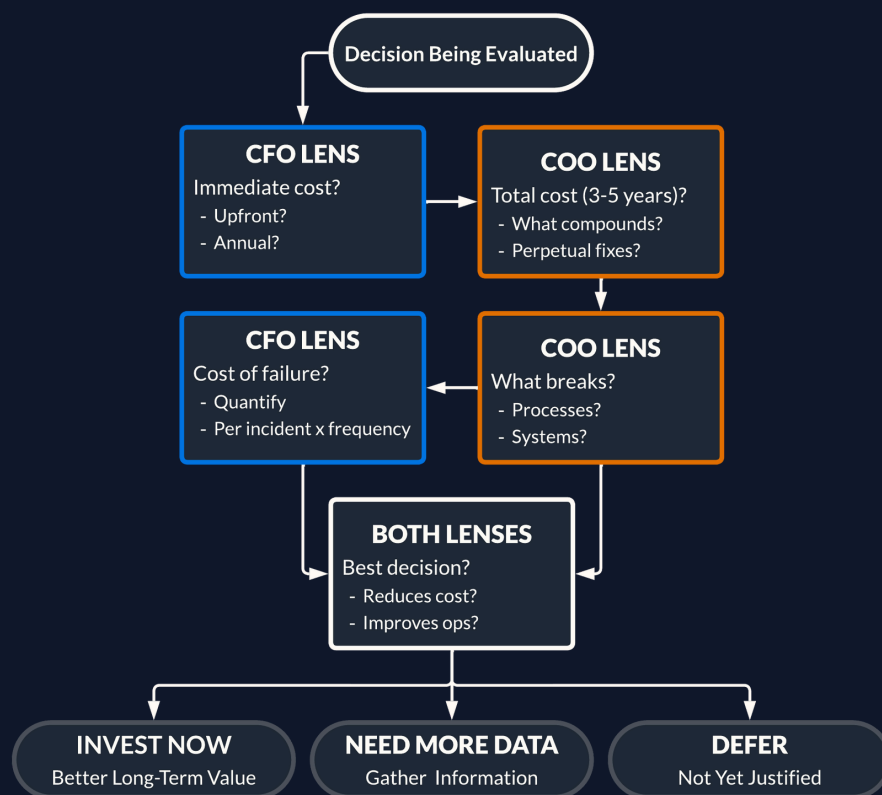 Decision Being Evaluated
CFO LENS
Immediate cost?
- Upfront?
- Annual?
COO LENS
Total cost (3-5 years)?
- What compounds?
- Perpetual fixes?
CFO LENS
Cost of failure?
- Quantify
- Per incident x frequency
COO LENS
What breaks?
- Processes?
- Systems?
BOTH LENSES
Best decision?
- Reduces cost?
- Improves ops?
INVEST NOW
Better Long-Term Value
NEED MORE DATA
Gather Information
DEFER
Not Yet Justified